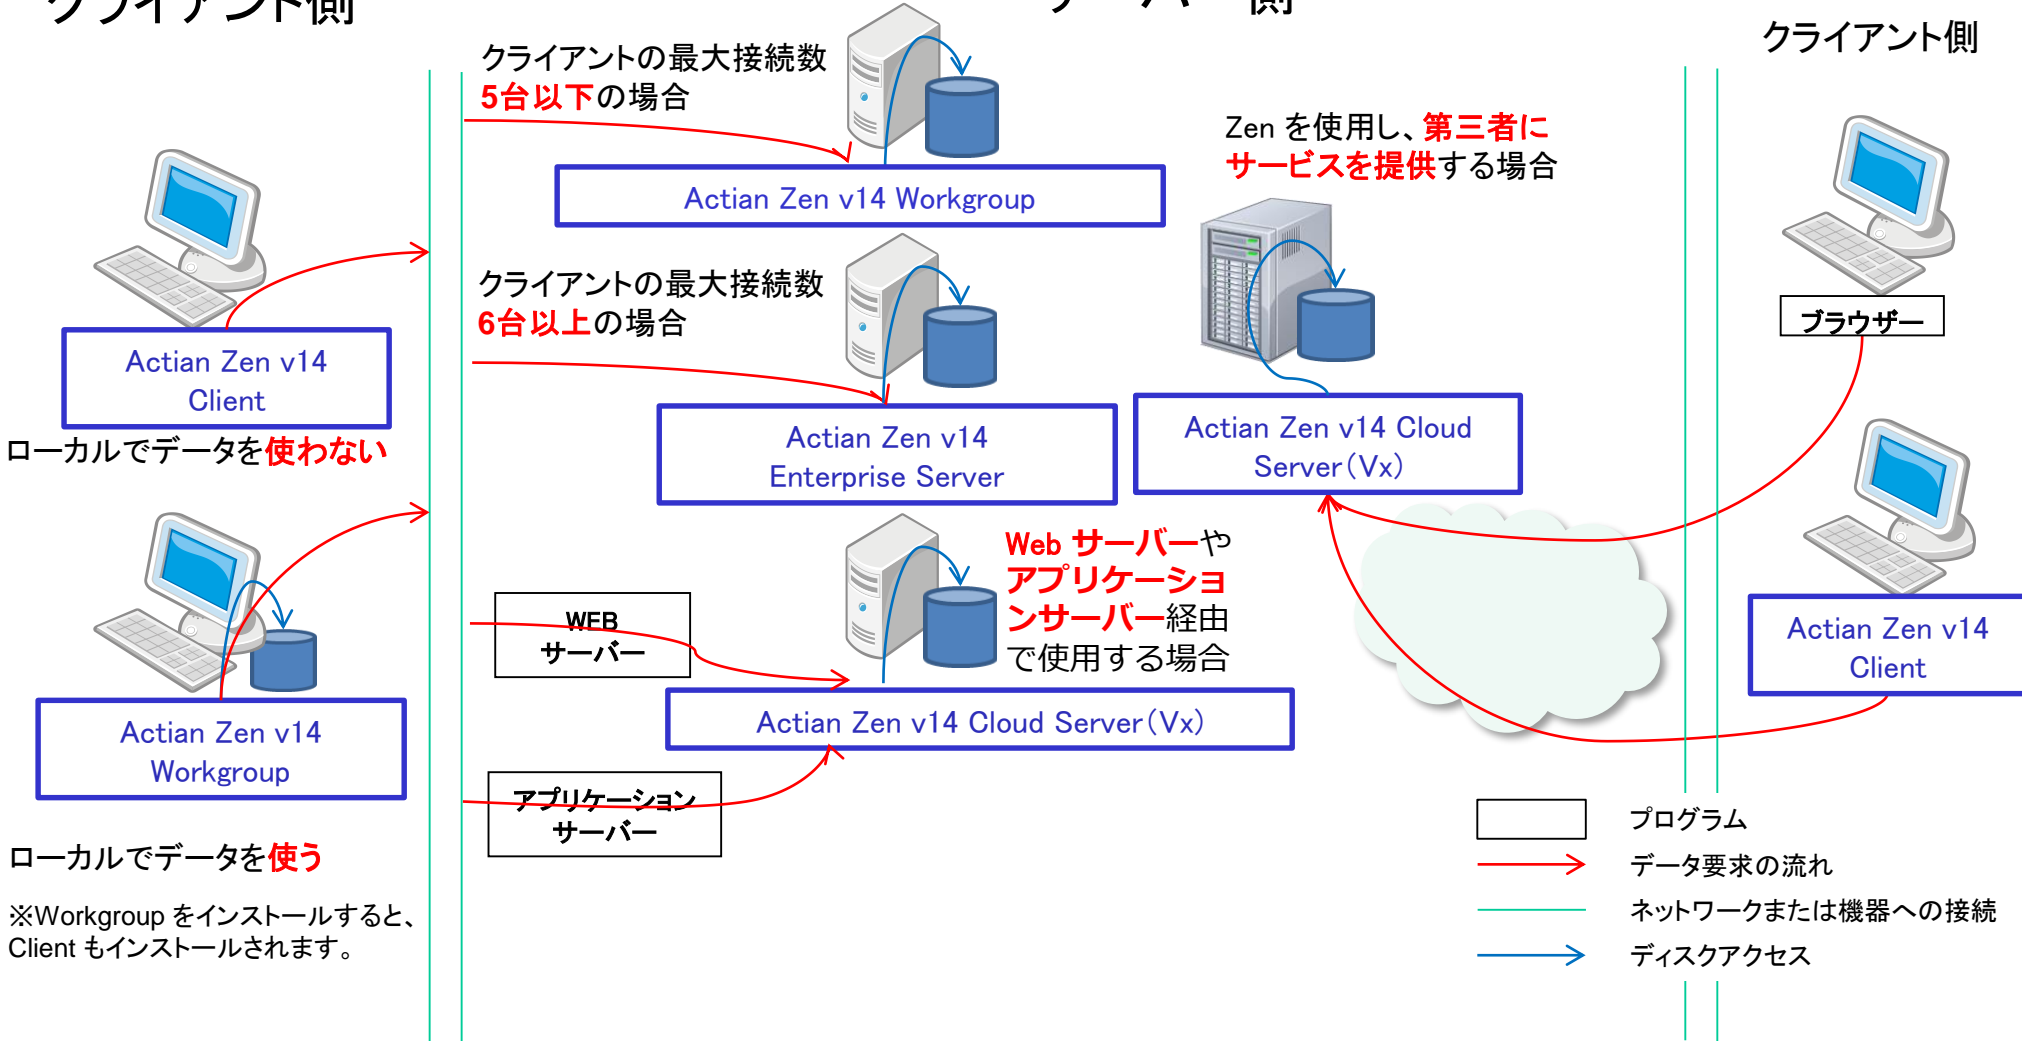 クライアント側
サーバー側
クライアント側
クライアントの最大接続数
5台以下の場合
Actian Zen v14 Workgroup
Zen を使用し、第三者に
サービスを提供する場合
クライアントの最大接続数
6台以上の場合
Actian Zen v14
Enterprise Server
Actian Zen v14 Cloud
Server(Vx)
ブラウザー
Actian Zen v14
Client
ローカルでデータを使わない
Web サーバーや
アプリケーショ
ンサーバー経由
で使用する場合
WEB
サーバー
Actian Zen v14 Cloud Server(Vx)
アプリケーション
サーバー
Actian Zen v14
Client
Actian Zen v14
Workgroup
ローカルでデータを使う
※Workgroup をインストールすると、
Client もインストールされます。
プログラム
データ要求の流れ
ネットワークまたは機器への接続
ディスクアクセス